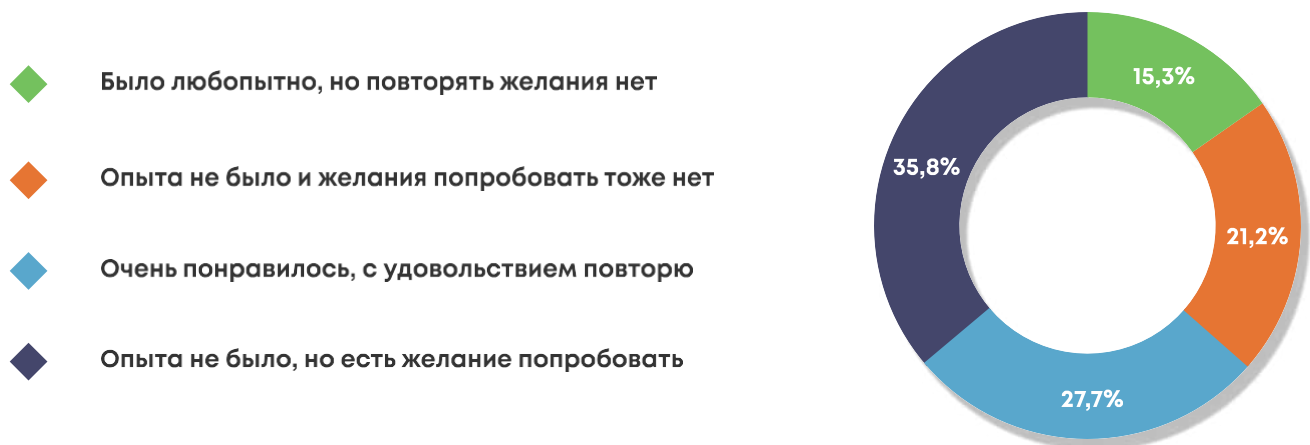 Было любопытно, но повторять желания нет
Опыта не было и желания попробовать тоже нет
Очень понравилось, с удовольствием повторю
Опыта не было, но есть желание попробовать
15,3%
35,8%
21,2%
27,7%